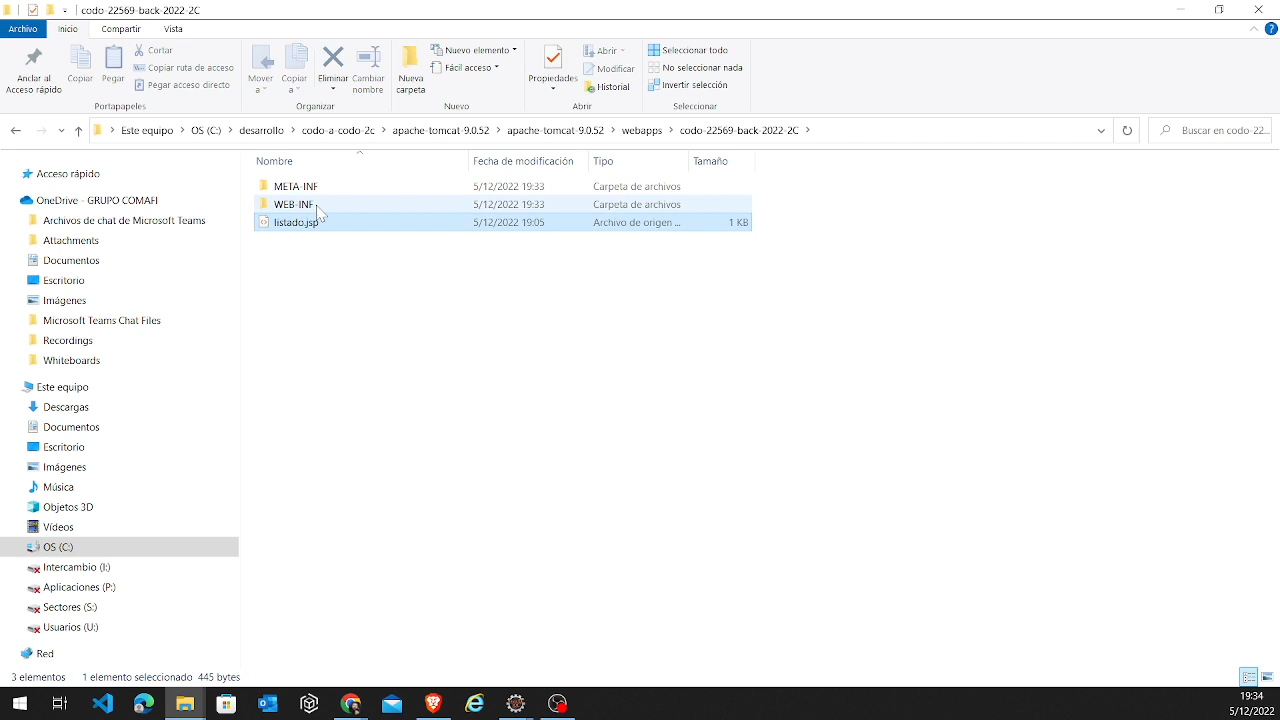 codo-22569-back-2022-2C
Archivo Inicio Compartir Vista
Anclar al Acceso rápido
Copiar
Pegar
Cortar
Copiar ruta de acceso
Pegar acceso directo
Portapapeles
Mover a
Copiar a
Eliminar
Cambiar nombre
Organizar
Nueva carpeta
Nuevo elemento
Fácil acceso
Nuevo
Propiedades
Abrir
Modificar
Historial
Abrir
Seleccionar todo
No seleccionar nada
Invertir selección
Seleccionar
Este equipo > OS (C:) > desarrollo > codo-a-codo-2c > apache-tomcat-9.0.52 > apache-tomcat-9.0.52 > webapps > codo-22569-back-2022-2C >
Buscar en codo-22...
Acceso rápido
OneDrive - GRUPO COMAFI
Archivos de chat de Microsoft Teams
Attachments
Documentos
Escritorio
Imágenes
Microsoft Teams Chat Files
Recordings
Whiteboards
Este equipo
Descargas
Documentos
Escritorio
Imágenes
Música
Objetos 3D
Vídeos
OS (C:)
Intercambio (I:)
Aplicaciones (P:)
Sectores (S:)
Usuarios (U:)
Red
Nombre Fecha de modificación Tipo Tamaño
META-INF 5/12/2022 19:33 Carpeta de archivos
WEB-INF 5/12/2022 19:33 Carpeta de archivos
listado.jsp 5/12/2022 19:05 Archivo de origen ... 1 KB
3 elementos 1 elemento seleccionado 445 bytes
19:34
5/12/2022